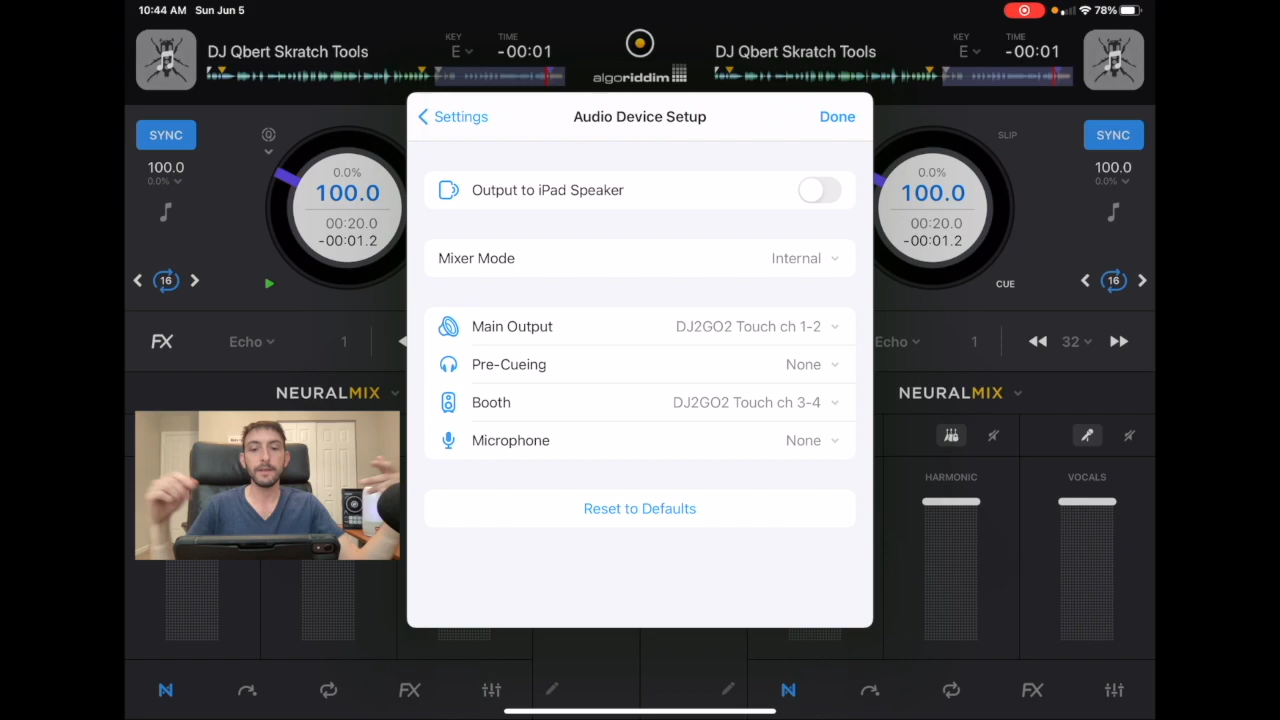 10:44 AM Sun Jun 5
78%
DJ Qbert Skratch Tools
KEY
E
TIME
-00:01
algoriddim
DJ Qbert Skratch Tools
KEY
E
TIME
-00:01
Settings
Audio Device Setup
Done
SYNC
100.0
0.0%
0.0%
100.0
00:20.0
-00:01.2
Output to iPad Speaker
0.0%
100.0
00:20.0
-00:01.2
SLIP
SYNC
100.0
0.0%
Mixer Mode
Internal
16
CUE
16
Main Output
DJ2GO2 Touch ch 1-2
Pre-Cueing
None
Booth
DJ2GO2 Touch ch 3-4
Microphone
None
FX
Echo
1
Echo
1
32
NEURALMIX
NEURALMIX
HARMONIC
VOCALS
Reset to Defaults
N
FX
N
FX